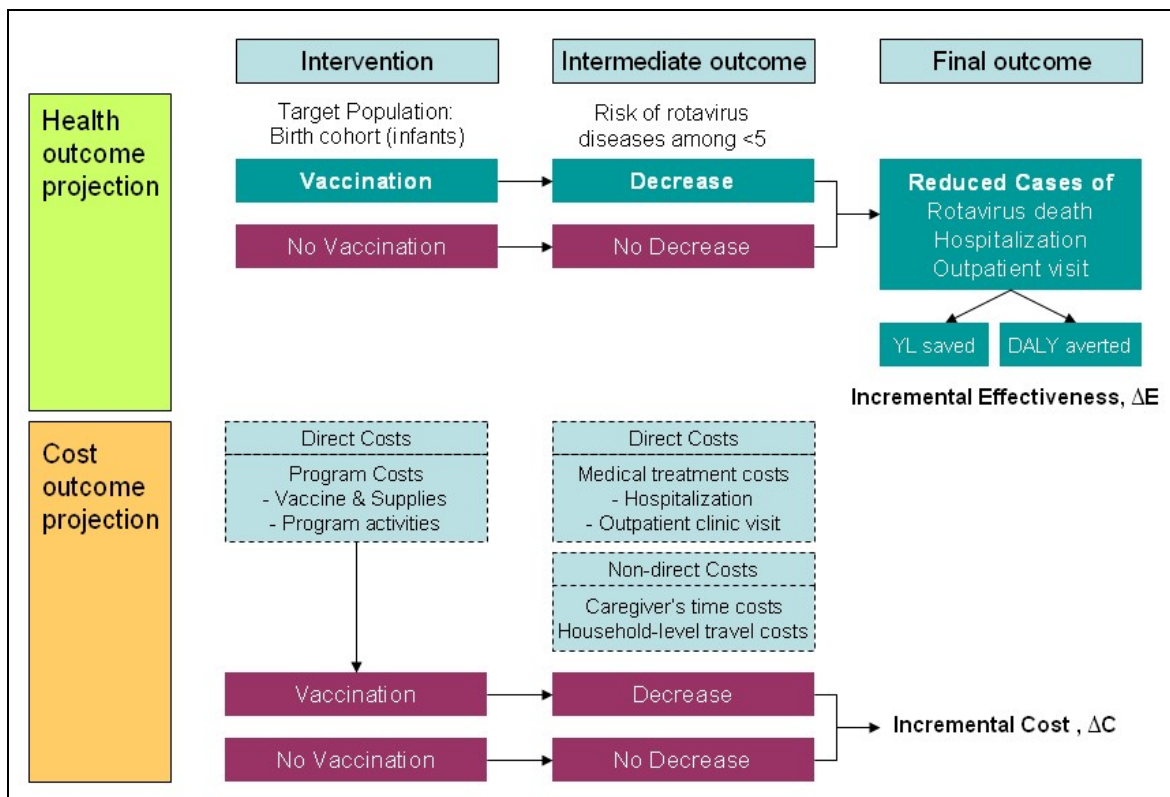 Intervention
Intermediate outcome
Final outcome
Health
outcome
projection
Target Population:
Birth cohort (infants)
Risk of rotavirus
diseases among <5
Vaccination
Decrease
No Vaccination
No Decrease
Reduced Cases of
Rotavirus death
Hospitalization
Outpatient visit
YL saved
DALY averted
Incremental Effectiveness, ΔE
Cost
outcome
projection
Direct Costs
Program Costs
- Vaccine & Supplies
- Program activities
Direct Costs
Medical treatment costs
- Hospitalization
- Outpatient clinic visit
Non-direct Costs
Caregiver's time costs
Household-level travel costs
Vaccination
Decrease
No Vaccination
No Decrease
Incremental Cost , ΔC